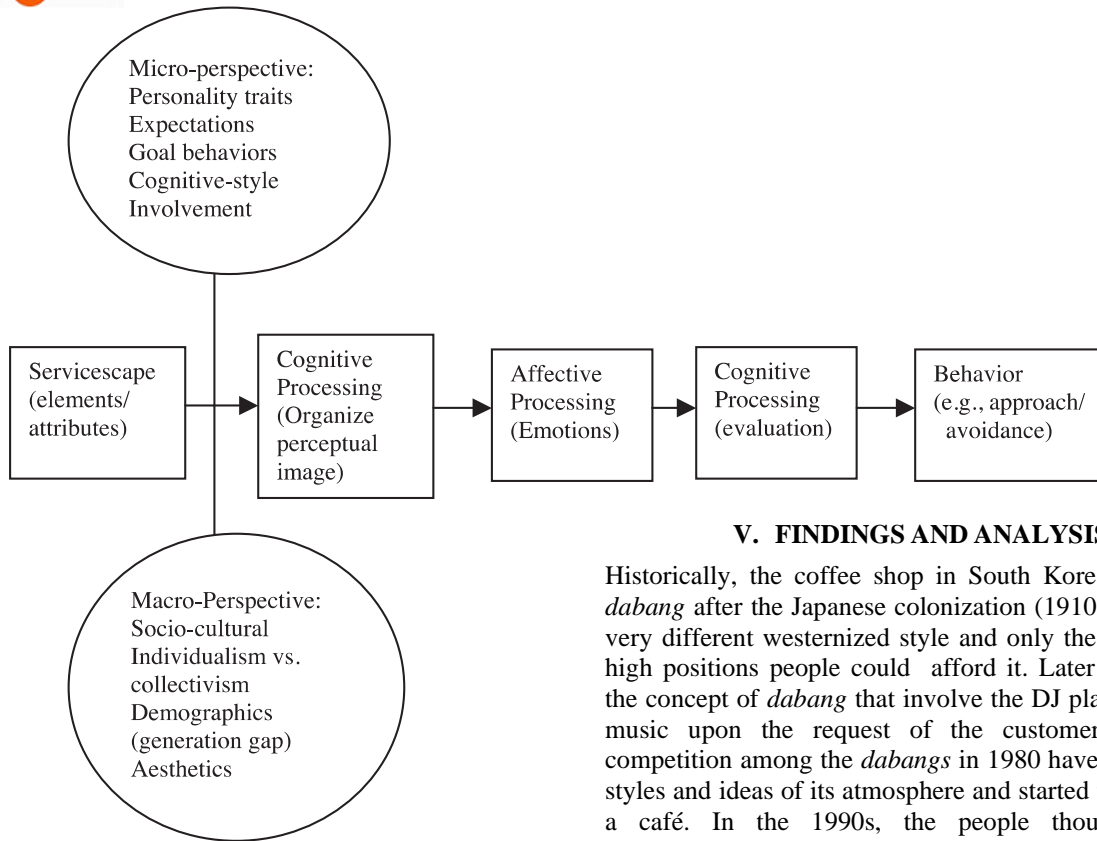 Micro-perspective:
Personality traits
Expectations
Goal behaviors
Cognitive-style
Involvement
Servicescape
(elements/
attributes)
Cognitive
Processing
(Organize
perceptual
image)
Affective
Processing
(Emotions)
Cognitive
Processing
(evaluation)
Behavior
(e.g., approach/
avoidance)
Macro-Perspective:
Socio-cultural
Individualism vs.
collectivism
Demographics
(generation gap)
Aesthetics
V. FINDINGS AND ANALYSIS
Historically, the coffee shop in South Kore
dabang after the Japanese colonization (1910
very different westernized style and only the
high positions people could afford it. Later
the concept of dabang that involve the DJ pla
music upon the request of the customer
competition among the dabangs in 1980 have
styles and ideas of its atmosphere and started
a café. In the 1990s, the people thou